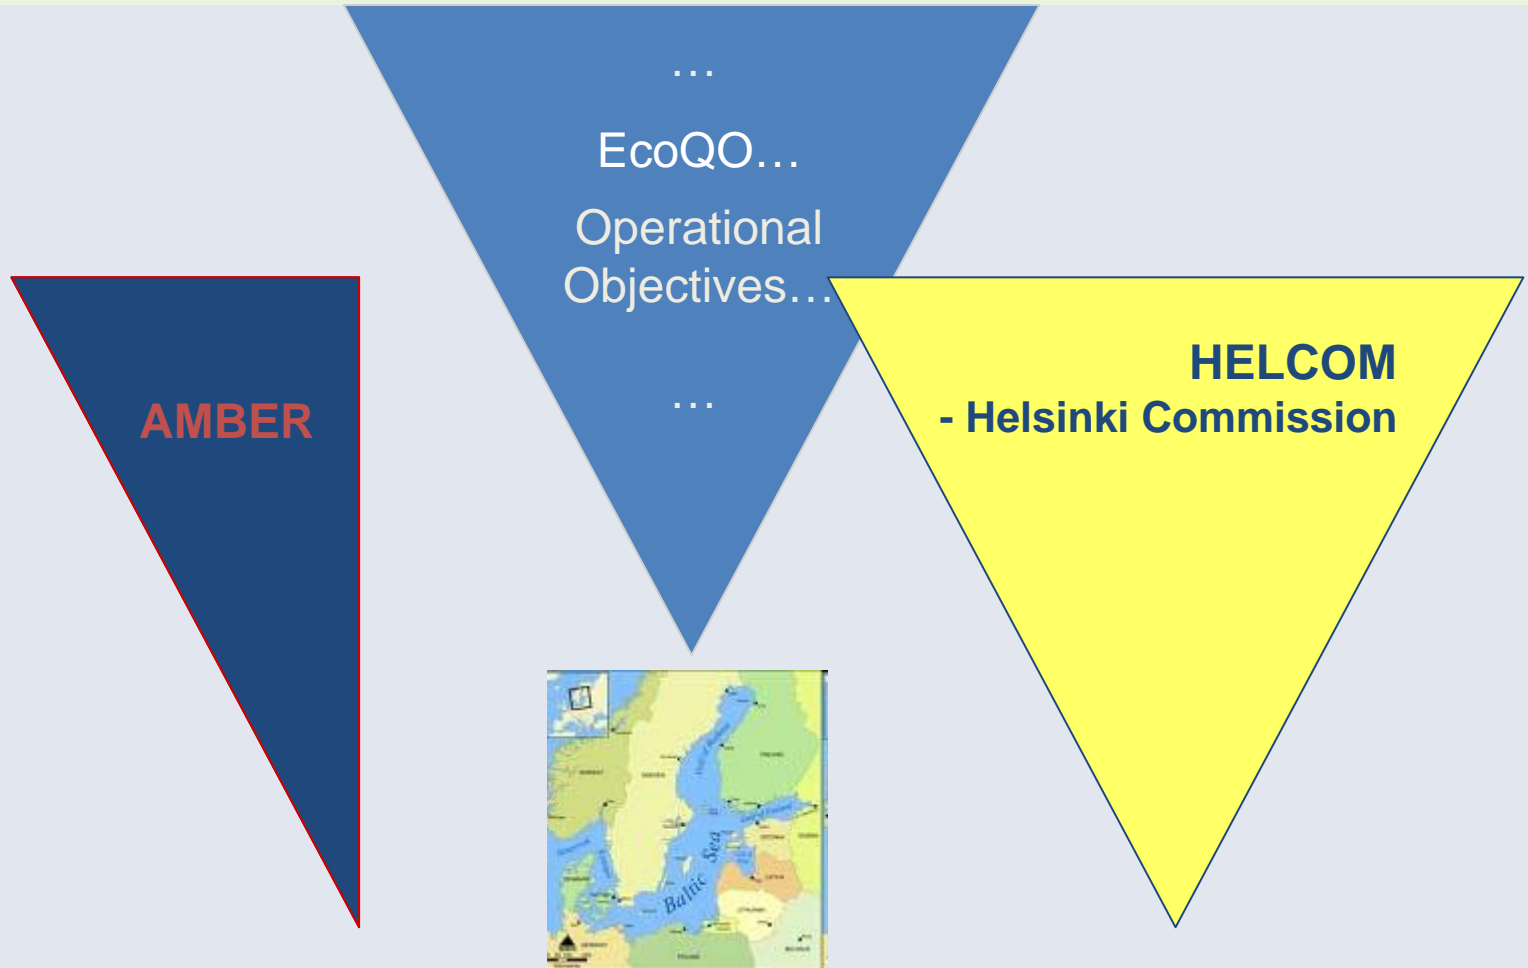 …
EcoQO…
Operational
Objectives…
…
AMBER
HELCOM
- Helsinki Commission
Baltic Sea